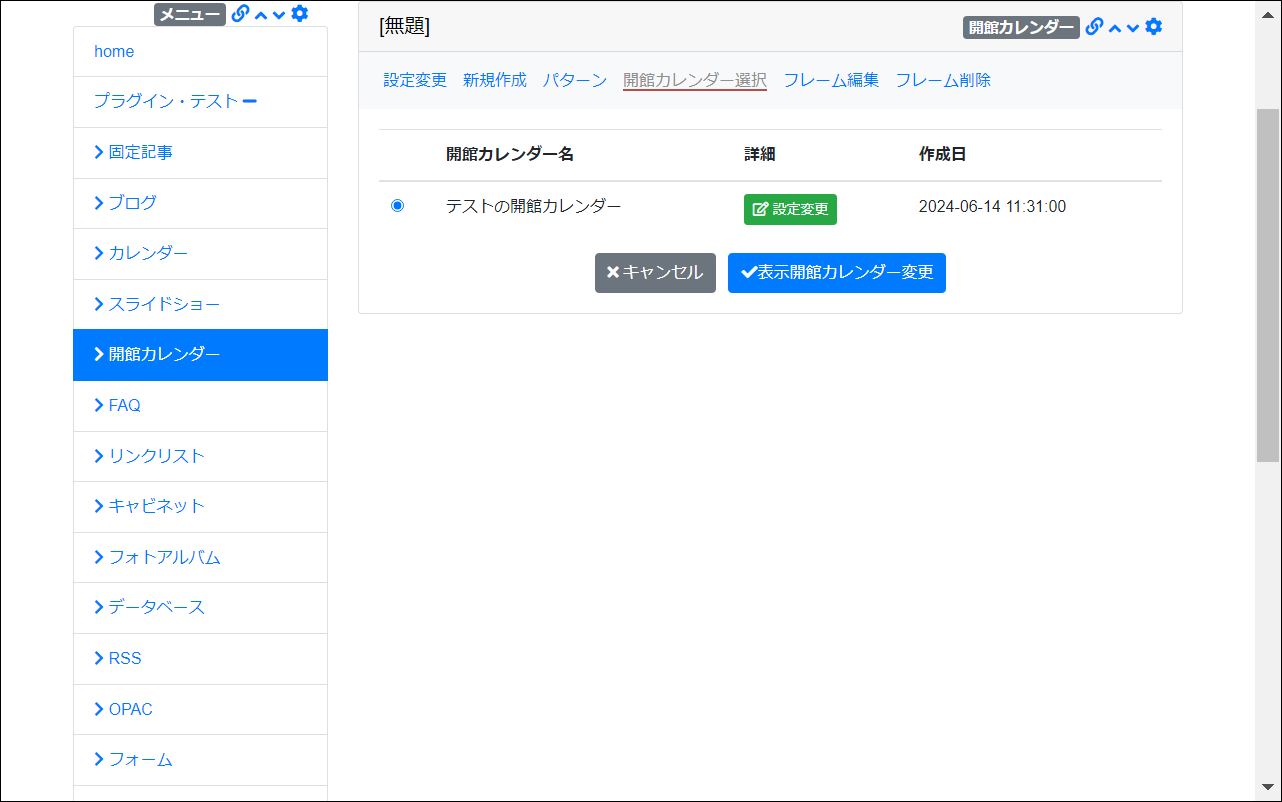 メニュー
home
プラグイン・テスト
固定記事
ブログ
カレンダー
スライドショー
開館カレンダー
FAQ
リンクリスト
キャビネット
フォトアルバム
データベース
RSS
OPAC
フォーム
[無題]
開館カレンダー
設定変更 新規作成 パターン 開館カレンダー選択 フレーム編集 フレーム削除
開館カレンダー名 詳細 作成日
テストの開館カレンダー 設定変更 2024-06-14 11:31:00
キャンセル 表示開館カレンダー変更